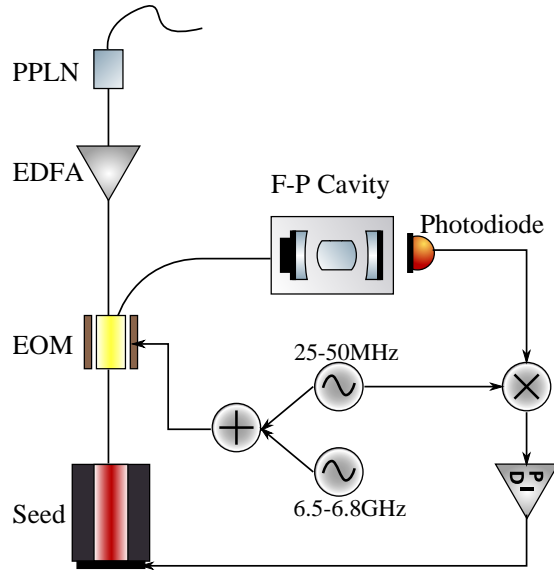 PPLN
EDFA
F-P Cavity
Photodiode
EOM
25-50MHz
6.5-6.8GHz
Seed
P I
D